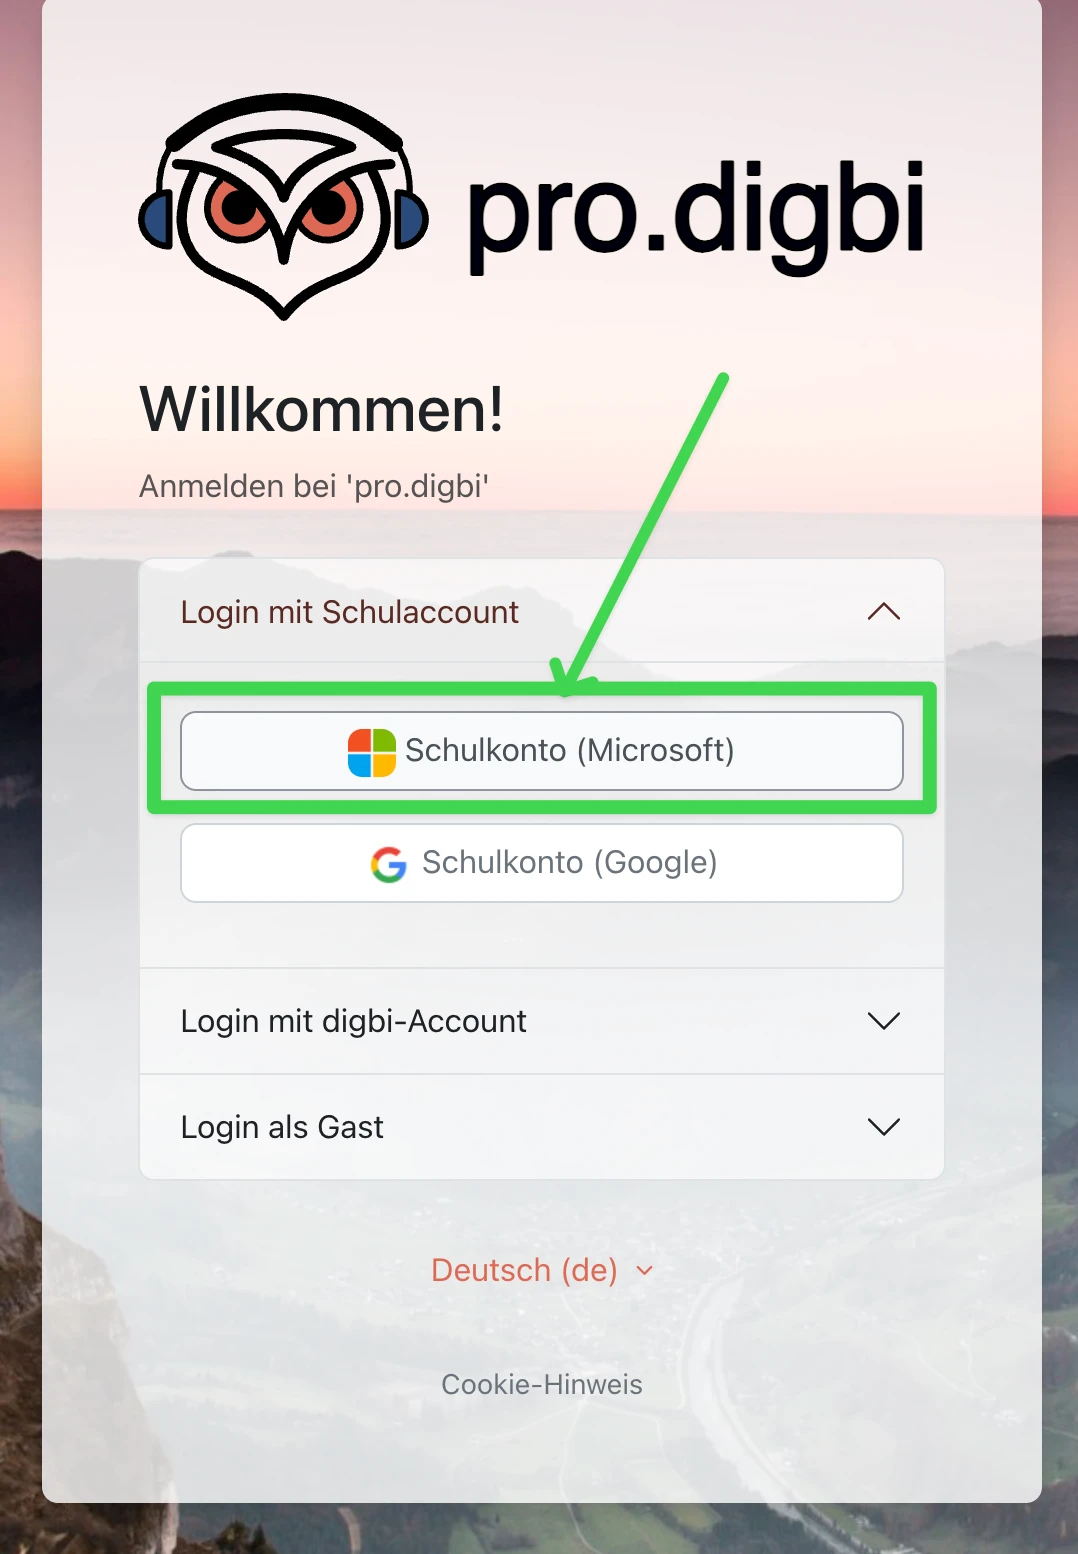 pro.digbi
Willkommen!
Anmelden bei 'pro.digbi'
Login mit Schulaccount
Schulkonto (Microsoft)
Schulkonto (Google)
Login mit digbi-Account
Login als Gast
Deutsch (de)
Cookie-Hinweis